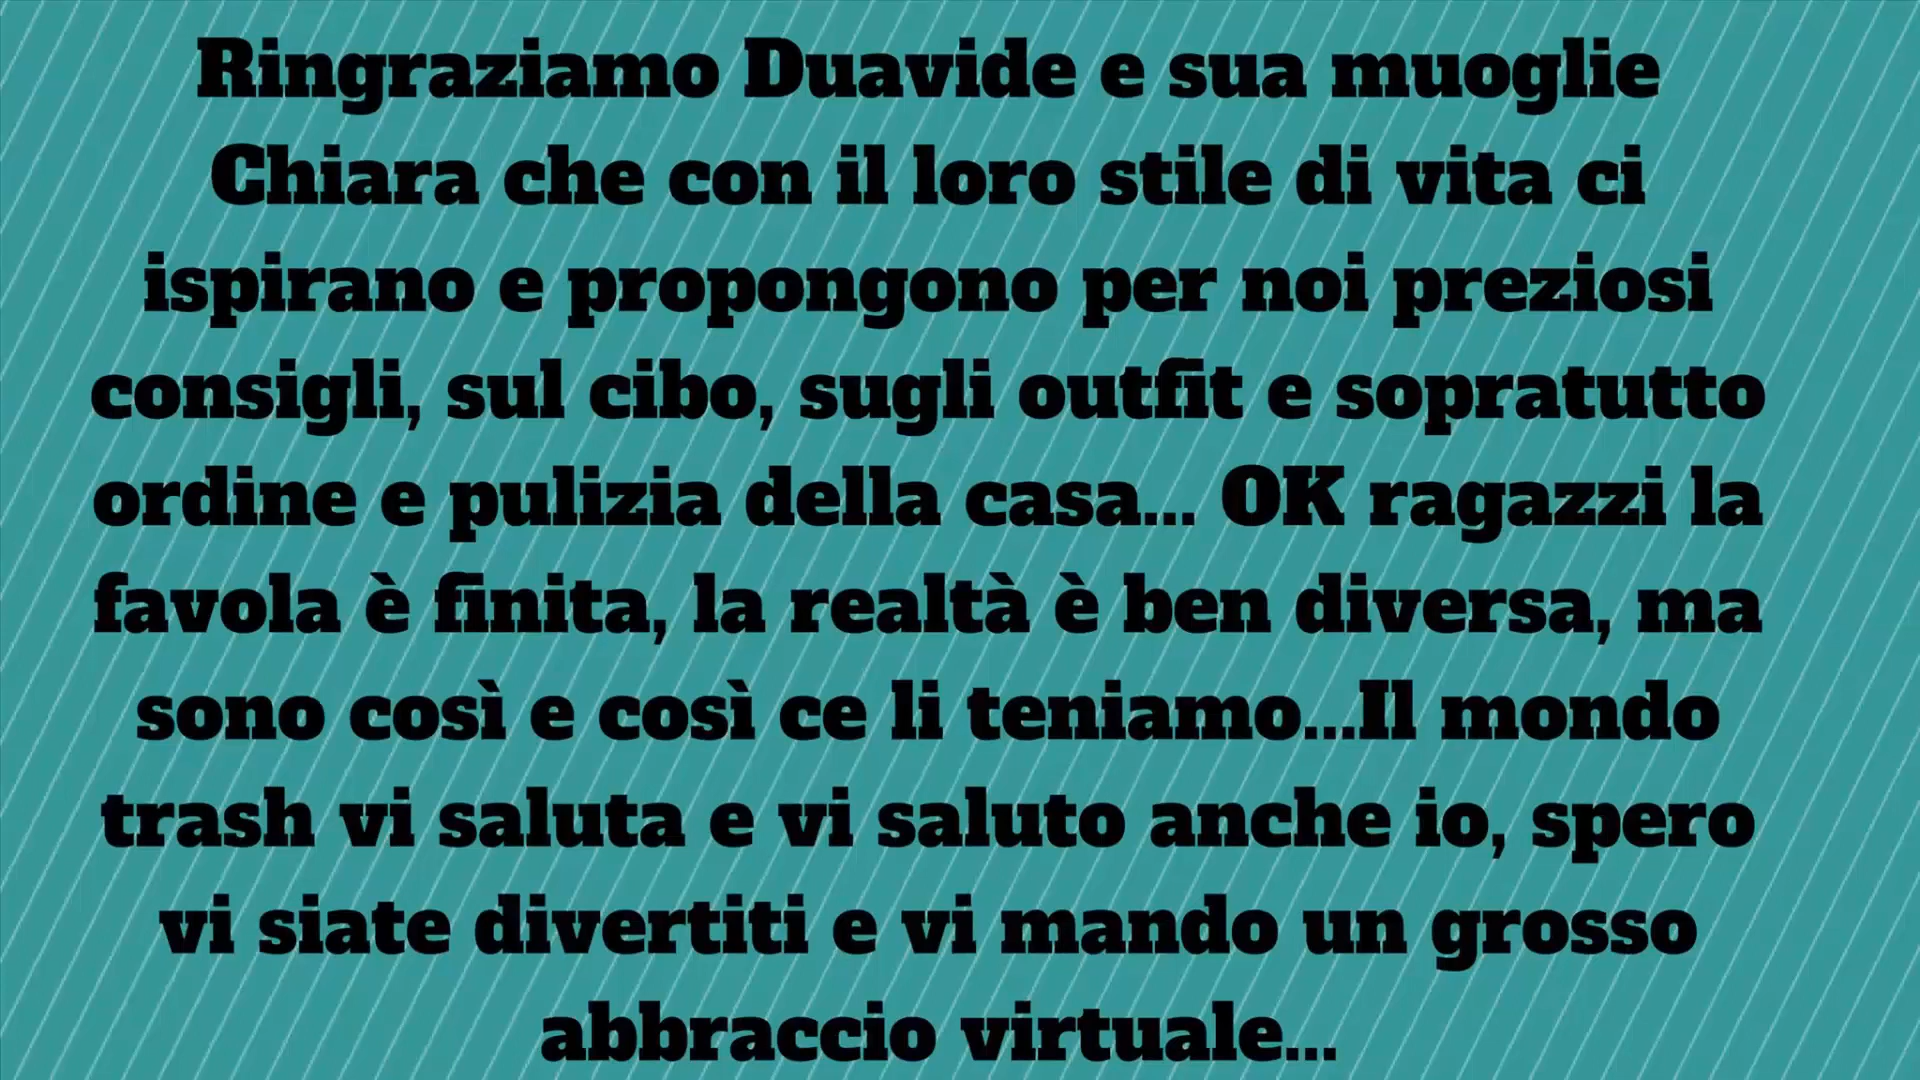 Ringraziamo Duavide e sua muoglie
Chiara che con il loro stile di vita ci
ispirano e propongono per noi preziosi
consigli, sul cibo, sugli outfit e sopratutto
ordine e pulizia della casa... OK ragazzi la
favola è finita, la realtà è ben diversa, ma
sono così e così ce li teniamo...Il mondo
trash vi saluta e vi saluto anche io, spero
vi siate divertiti e vi mando un grosso
abbraccio virtuale...